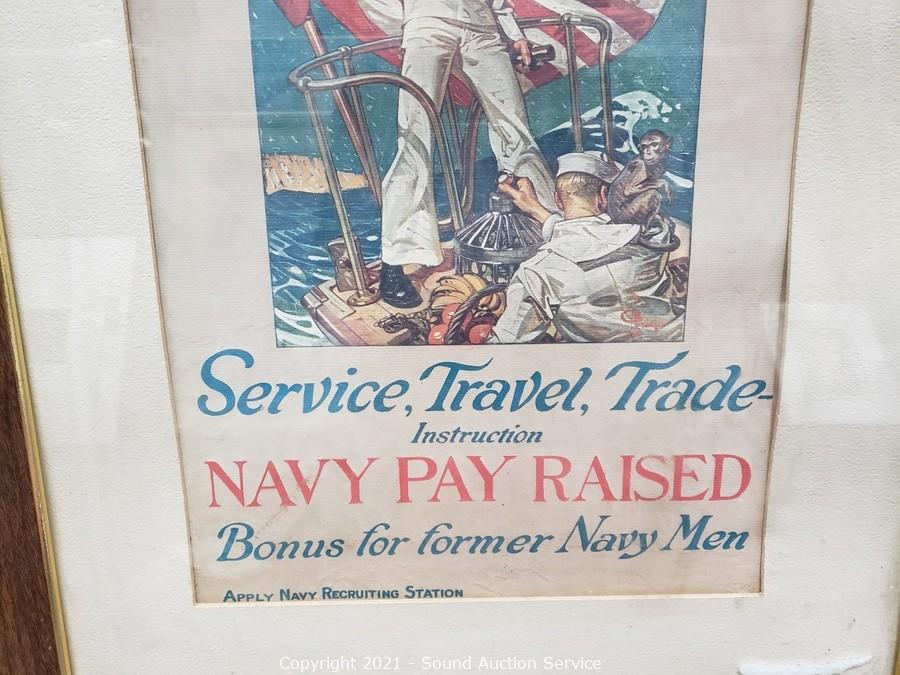 Service, Travel, Trade-
Instruction
NAVY PAY RAISED
Bonus for former Navy Men
APPLY NAVY RECRUITING STATION
Copyright 2021 - Sound Auction Service